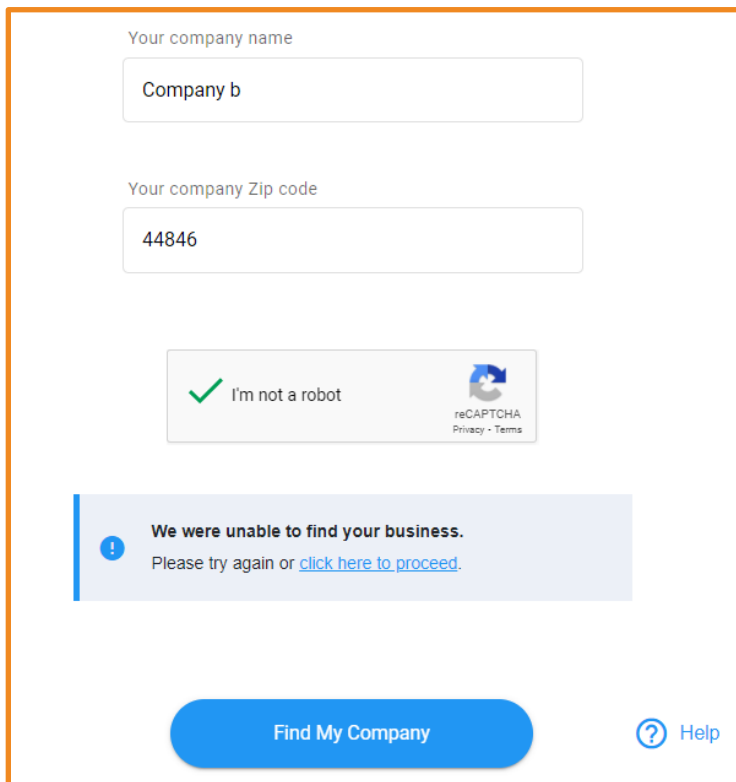 Your company name
Company b
Your company Zip code
44846
I'm not a robot
reCAPTCHA
Privacy - Terms
We were unable to find your business.
Please try again or click here to proceed.
Find My Company
Help